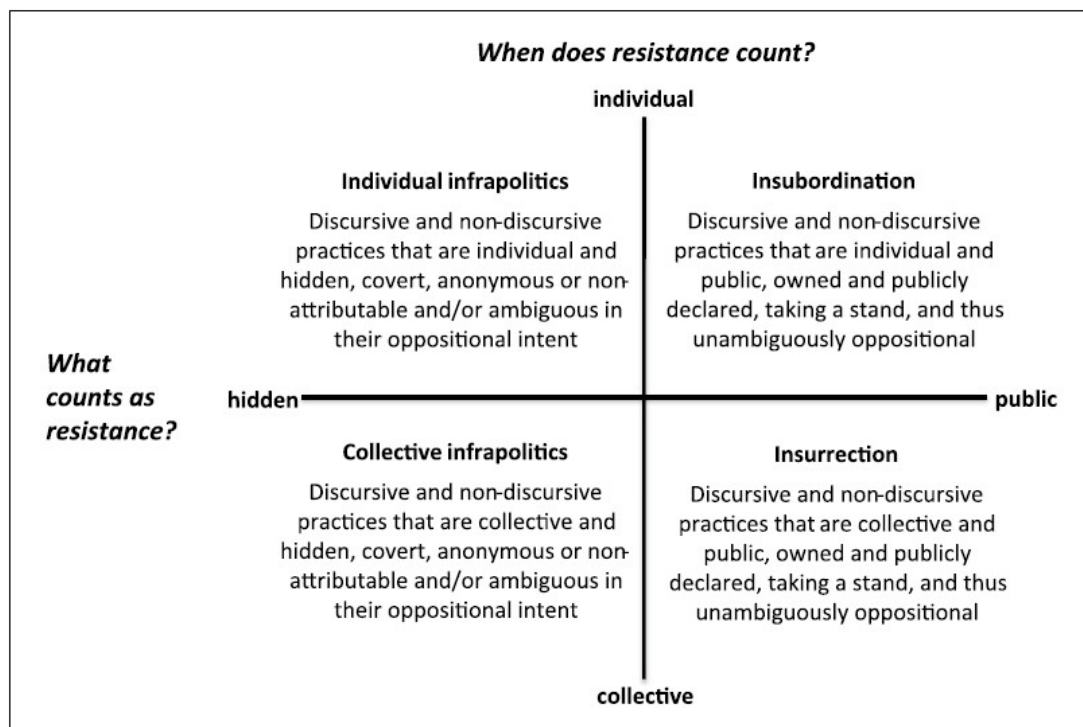 When does resistance count?
individual
Individual infrapolitics
Discursive and non-discursive
practices that are individual and
hidden, covert, anonymous or non-
attributable and/or ambiguous in
their oppositional intent
Insubordination
Discursive and non-discursive
practices that are individual and
public, owned and publicly
declared, taking a stand, and thus
unambiguously oppositional
What
counts as
resistance?
hidden
public
Collective infrapolitics
Discursive and non-discursive
practices that are collective and
hidden, covert, anonymous or non-
attributable and/or ambiguous in
their oppositional intent
Insurrection
Discursive and non-discursive
practices that are collective and
public, owned and publicly
declared, taking a stand, and thus
unambiguously oppositional
collective